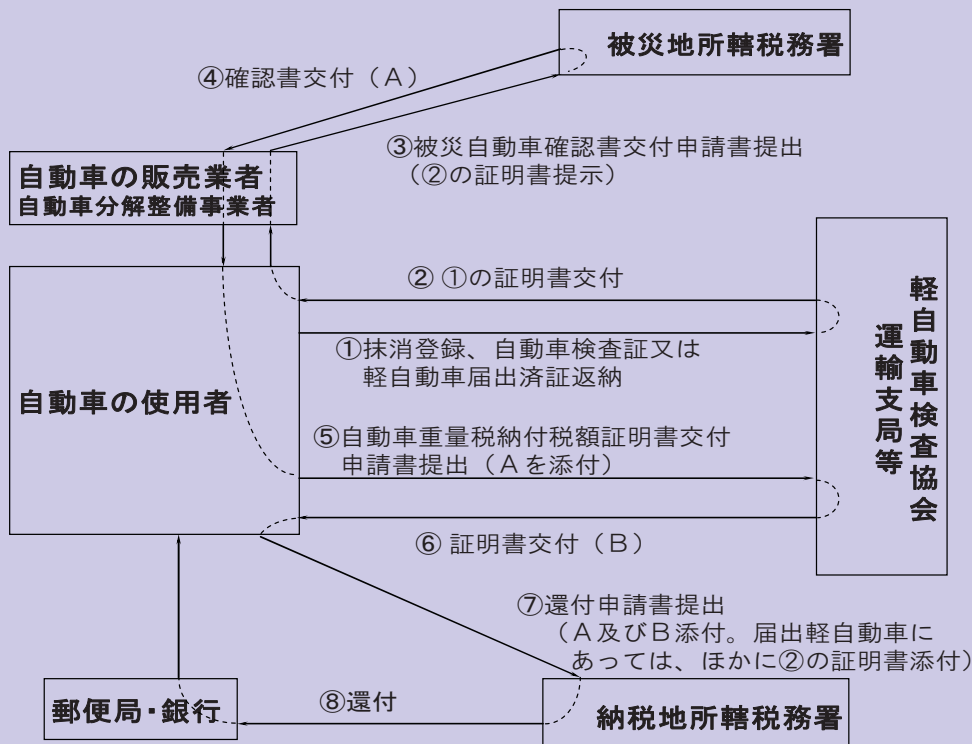 被災地所轄税務署
④確認書交付（A）
③被災自動車確認書交付申請書提出
（②の証明書提示）
自動車の販売業者
自動車分解整備事業者
② ①の証明書交付
①抹消登録、自動車検査証又は
軽自動車届出済証返納
軽自動車検査協会
運輸支局等
自動車の使用者
⑤自動車重量税納付税額証明書交付
申請書提出（Aを添付）
⑥ 証明書交付（B）
⑦還付申請書提出
（A及びB添付。届出軽自動車に
あっては、ほかに②の証明書添付）
郵便局・銀行
⑧還付
納税地所轄税務署